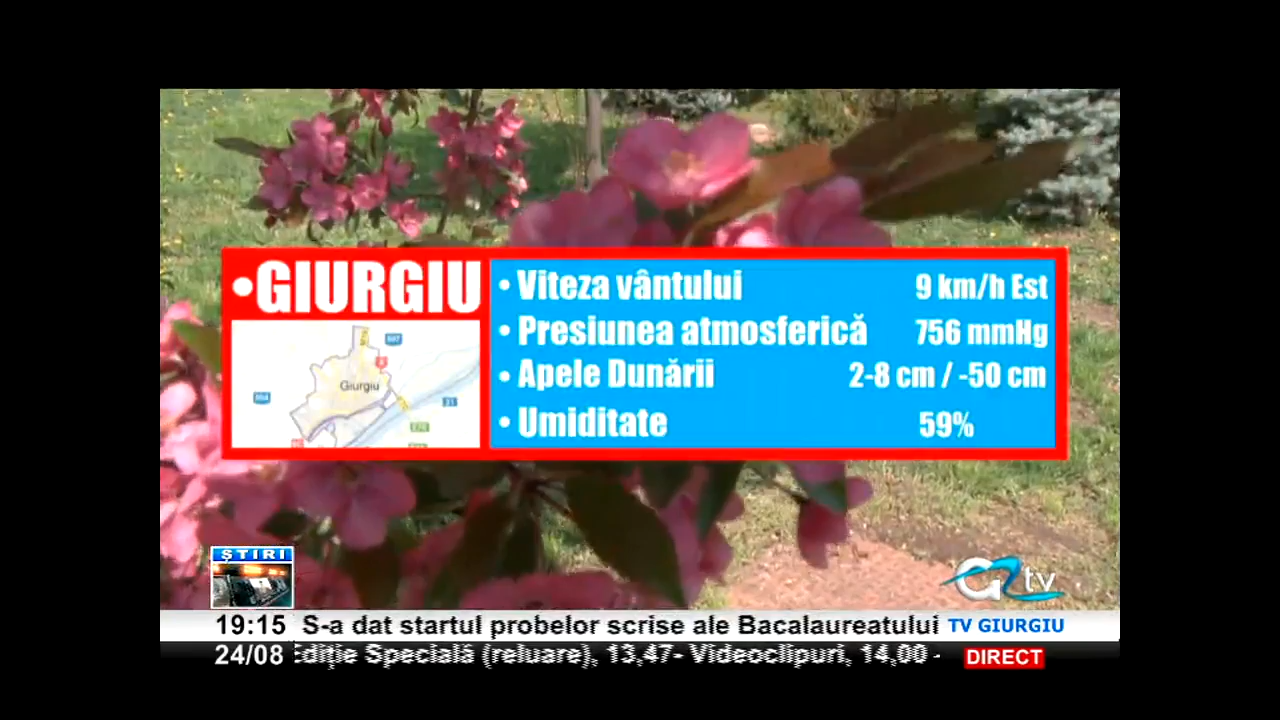 •GIURGIU
• Viteza vântului 9 km/h Est
• Presiunea atmosferică 756 mmHg
• Apele Dunării 2-8 cm / -50 cm
• Umiditate 59%
Giurgiu
ȘTIRI
G2tv
19:15 S-a dat startul probelor scrise ale Bacalaureatului TV GIURGIU
24/08 Ediție Specială (reluare), 13,47- Videoclipuri, 14,00 - DIRECT